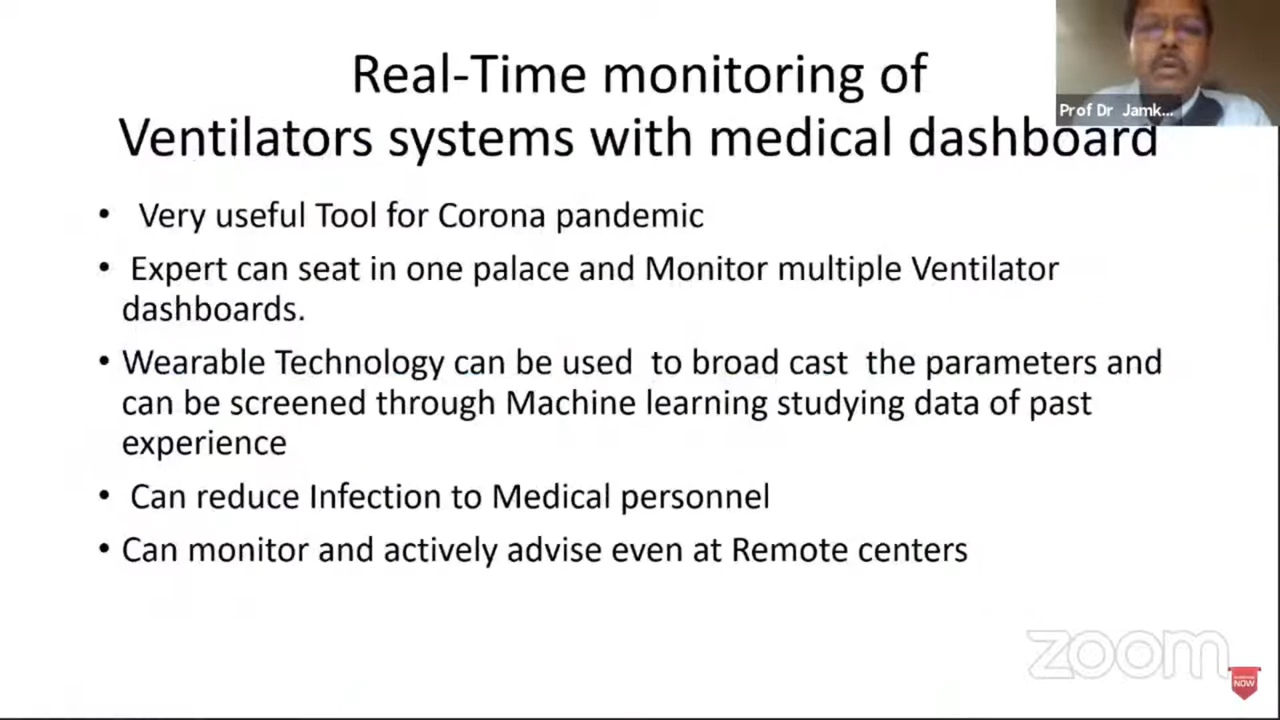 Real-Time monitoring of
Ventilators systems with medical dashboard
Prof Dr Jamk...
• Very useful Tool for Corona pandemic
• Expert can seat in one palace and Monitor multiple Ventilator
dashboards.
• Wearable Technology can be used to broad cast the parameters and
can be screened through Machine learning studying data of past
experience
• Can reduce Infection to Medical personnel
• Can monitor and actively advise even at Remote centers
zoom
NOW